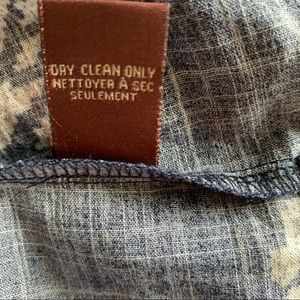 DRY CLEAN ONLY
NETTOYER À SEC
SEULEMENT